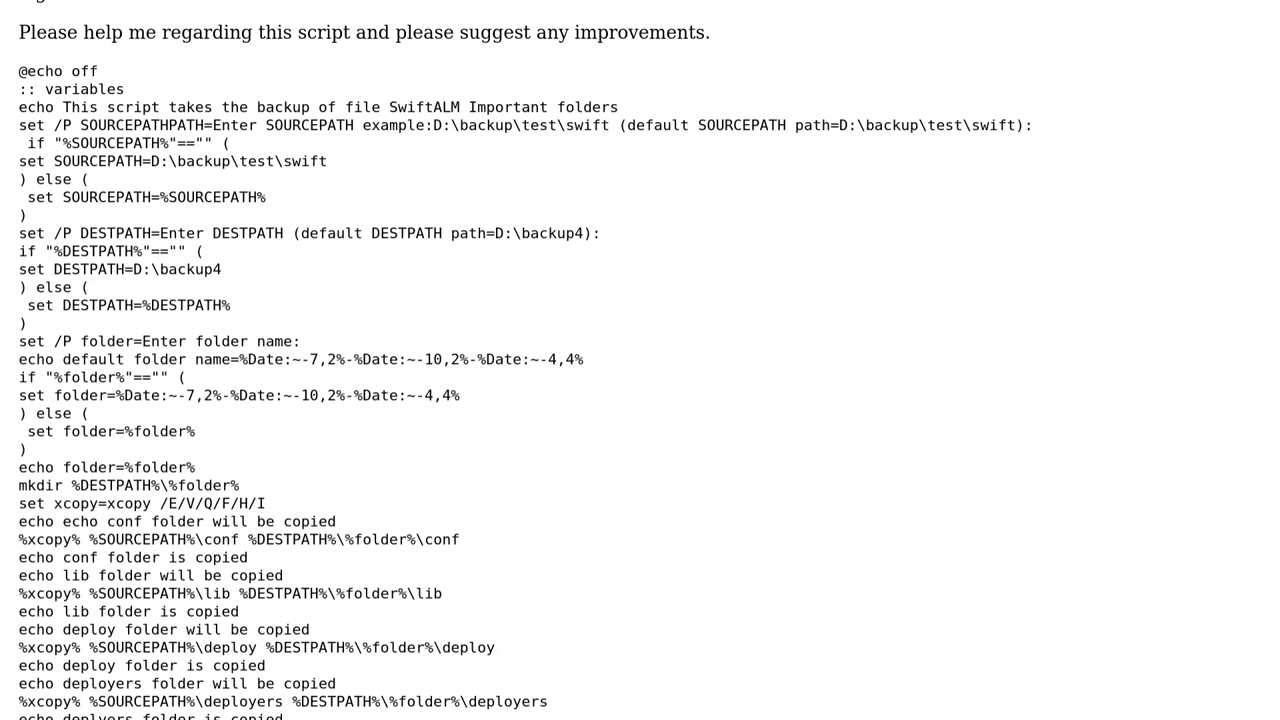 Please help me regarding this script and please suggest any improvements.
@echo off
:: variables
echo This script takes the backup of file SwiftALM Important folders
set /P SOURCEPATHPATH=Enter SOURCEPATH example:D:\backup\test\swift (default SOURCEPATH path=D:\backup\test\swift):
 if "%SOURCEPATH%"=="" (
set SOURCEPATH=D:\backup\test\swift
) else (
 set SOURCEPATH=%SOURCEPATH%
)
set /P DESTPATH=Enter DESTPATH (default DESTPATH path=D:\backup4):
if "%DESTPATH%"=="" (
set DESTPATH=D:\backup4
) else (
 set DESTPATH=%DESTPATH%
)
set /P folder=Enter folder name:
echo default folder name=%Date:~-7,2%-%Date:~-10,2%-%Date:~-4,4%
if "%folder%"=="" (
set folder=%Date:~-7,2%-%Date:~-10,2%-%Date:~-4,4%
) else (
 set folder=%folder%
)
echo folder=%folder%
mkdir %DESTPATH%\%folder%
set xcopy=xcopy /E/V/Q/F/H/I
echo echo conf folder will be copied
%xcopy% %SOURCEPATH%\conf %DESTPATH%\%folder%\conf
echo conf folder is copied
echo lib folder will be copied
%xcopy% %SOURCEPATH%\lib %DESTPATH%\%folder%\lib
echo lib folder is copied
echo deploy folder will be copied
%xcopy% %SOURCEPATH%\deploy %DESTPATH%\%folder%\deploy
echo deploy folder is copied
echo deployers folder will be copied
%xcopy% %SOURCEPATH%\deployers %DESTPATH%\%folder%\deployers
echo deplyers folder is copied